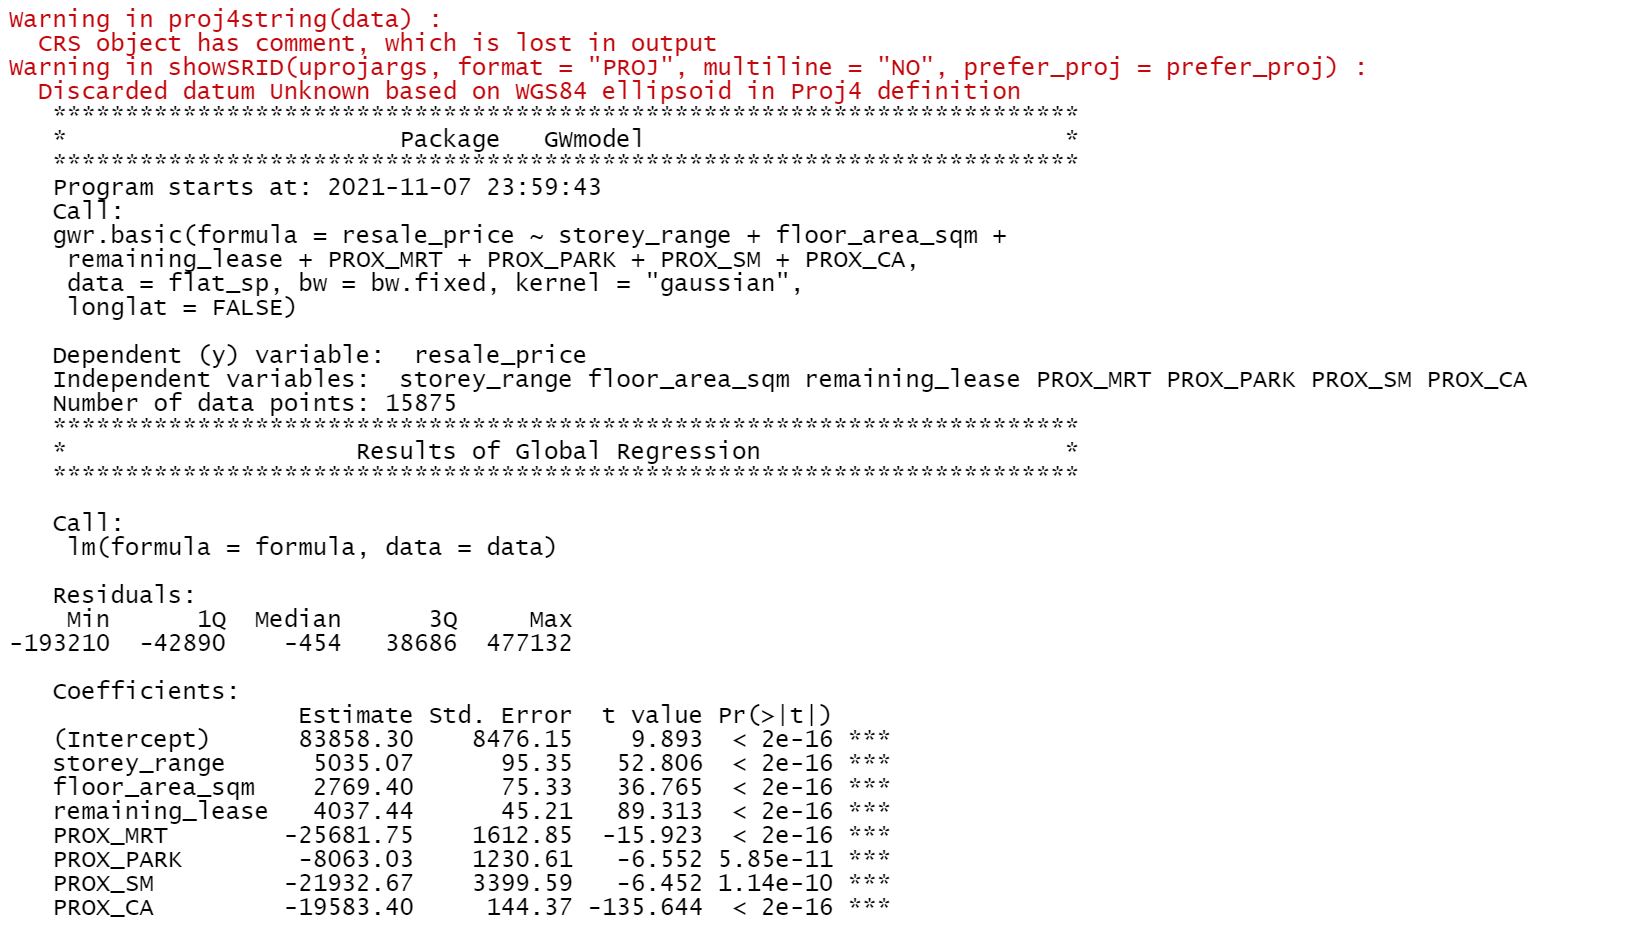 Warning in proj4string(data) :
  CRS object has comment, which is lost in output
Warning in showSRID(uprojargs, format = "PROJ", multiline = "NO", prefer_proj = prefer_proj) :
  Discarded datum Unknown based on WGS84 ellipsoid in Proj4 definition
   ***********************************************************************
   *                       Package   GWmodel                             *
   ***********************************************************************
   Program starts at: 2021-11-07 23:59:43
   Call:
   gwr.basic(formula = resale_price ~ storey_range + floor_area_sqm +
    remaining_lease + PROX_MRT + PROX_PARK + PROX_SM + PROX_CA,
    data = flat_sp, bw = bw.fixed, kernel = "gaussian",
    longlat = FALSE)

   Dependent (y) variable:  resale_price
   Independent variables:  storey_range floor_area_sqm remaining_lease PROX_MRT PROX_PARK PROX_SM PROX_CA
   Number of data points: 15875
   ***********************************************************************
   *                    Results of Global Regression                     *
   ***********************************************************************

   Call:
    lm(formula = formula, data = data)

   Residuals:
    Min      1Q  Median      3Q     Max
-193210  -42890    -454   38686  477132

   Coefficients:
                    Estimate Std. Error  t value Pr(>|t|)
   (Intercept)      83858.30    8476.15    9.893  < 2e-16 ***
   storey_range      5035.07      95.35   52.806  < 2e-16 ***
   floor_area_sqm    2769.40      75.33   36.765  < 2e-16 ***
   remaining_lease   4037.44      45.21   89.313  < 2e-16 ***
   PROX_MRT        -25681.75    1612.85  -15.923  < 2e-16 ***
   PROX_PARK        -8063.03    1230.61   -6.552 5.85e-11 ***
   PROX_SM         -21932.67    3399.59   -6.452 1.14e-10 ***
   PROX_CA         -19583.40     144.37 -135.644  < 2e-16 ***